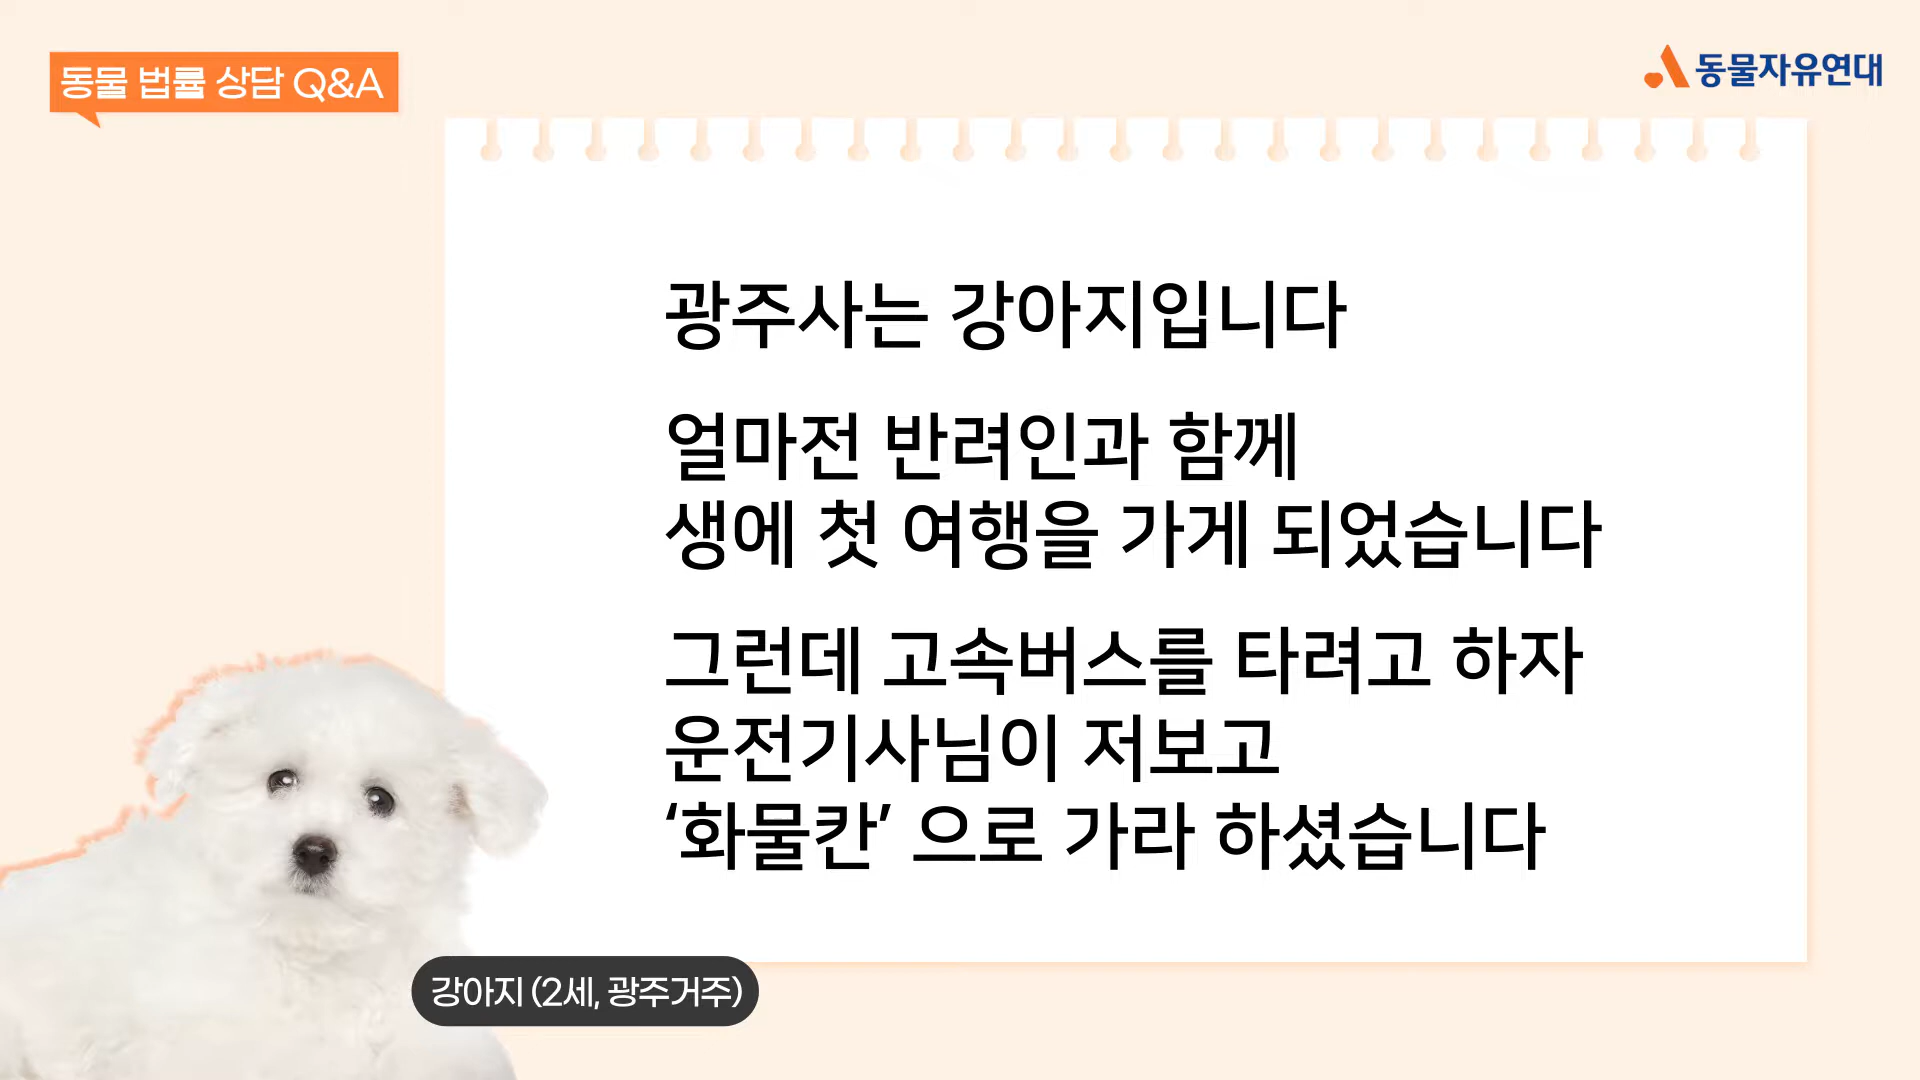 동물 법률 상담 Q&A
동물자유연대
광주사는 강아지입니다
얼마전 반려인과 함께
생에 첫 여행을 가게 되었습니다
그런데 고속버스를 타려고 하자
운전기사님이 저보고
‘화물칸’ 으로 가라 하셨습니다
강아지 (2세, 광주거주)